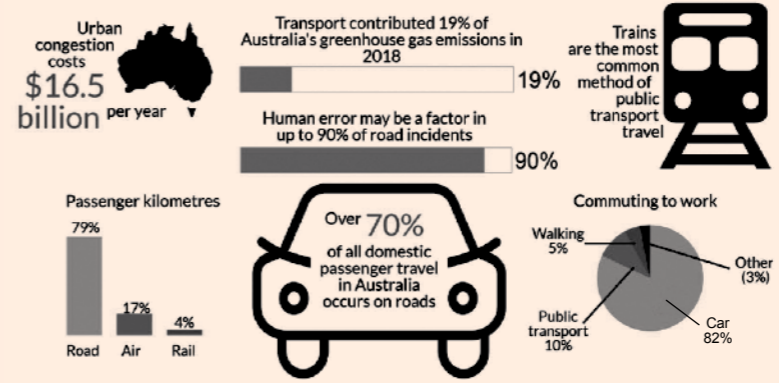 Urban
congestion
costs
$16.5
billion per year
Transport contributed 19% of
Australia's greenhouse gas emissions in
2018
19%
Human error may be a factor in
up to 90% of road incidents
90%
Trains
are the most
common
method of
public
transport
travel
Passenger kilometres
79%
17%
4%
Road Air Rail
Over 70%
of all domestic
passenger travel
in Australia
occurs on roads
Commuting to work
Walking
5%
Other
(3%)
Public
transport
10%
Car
82%